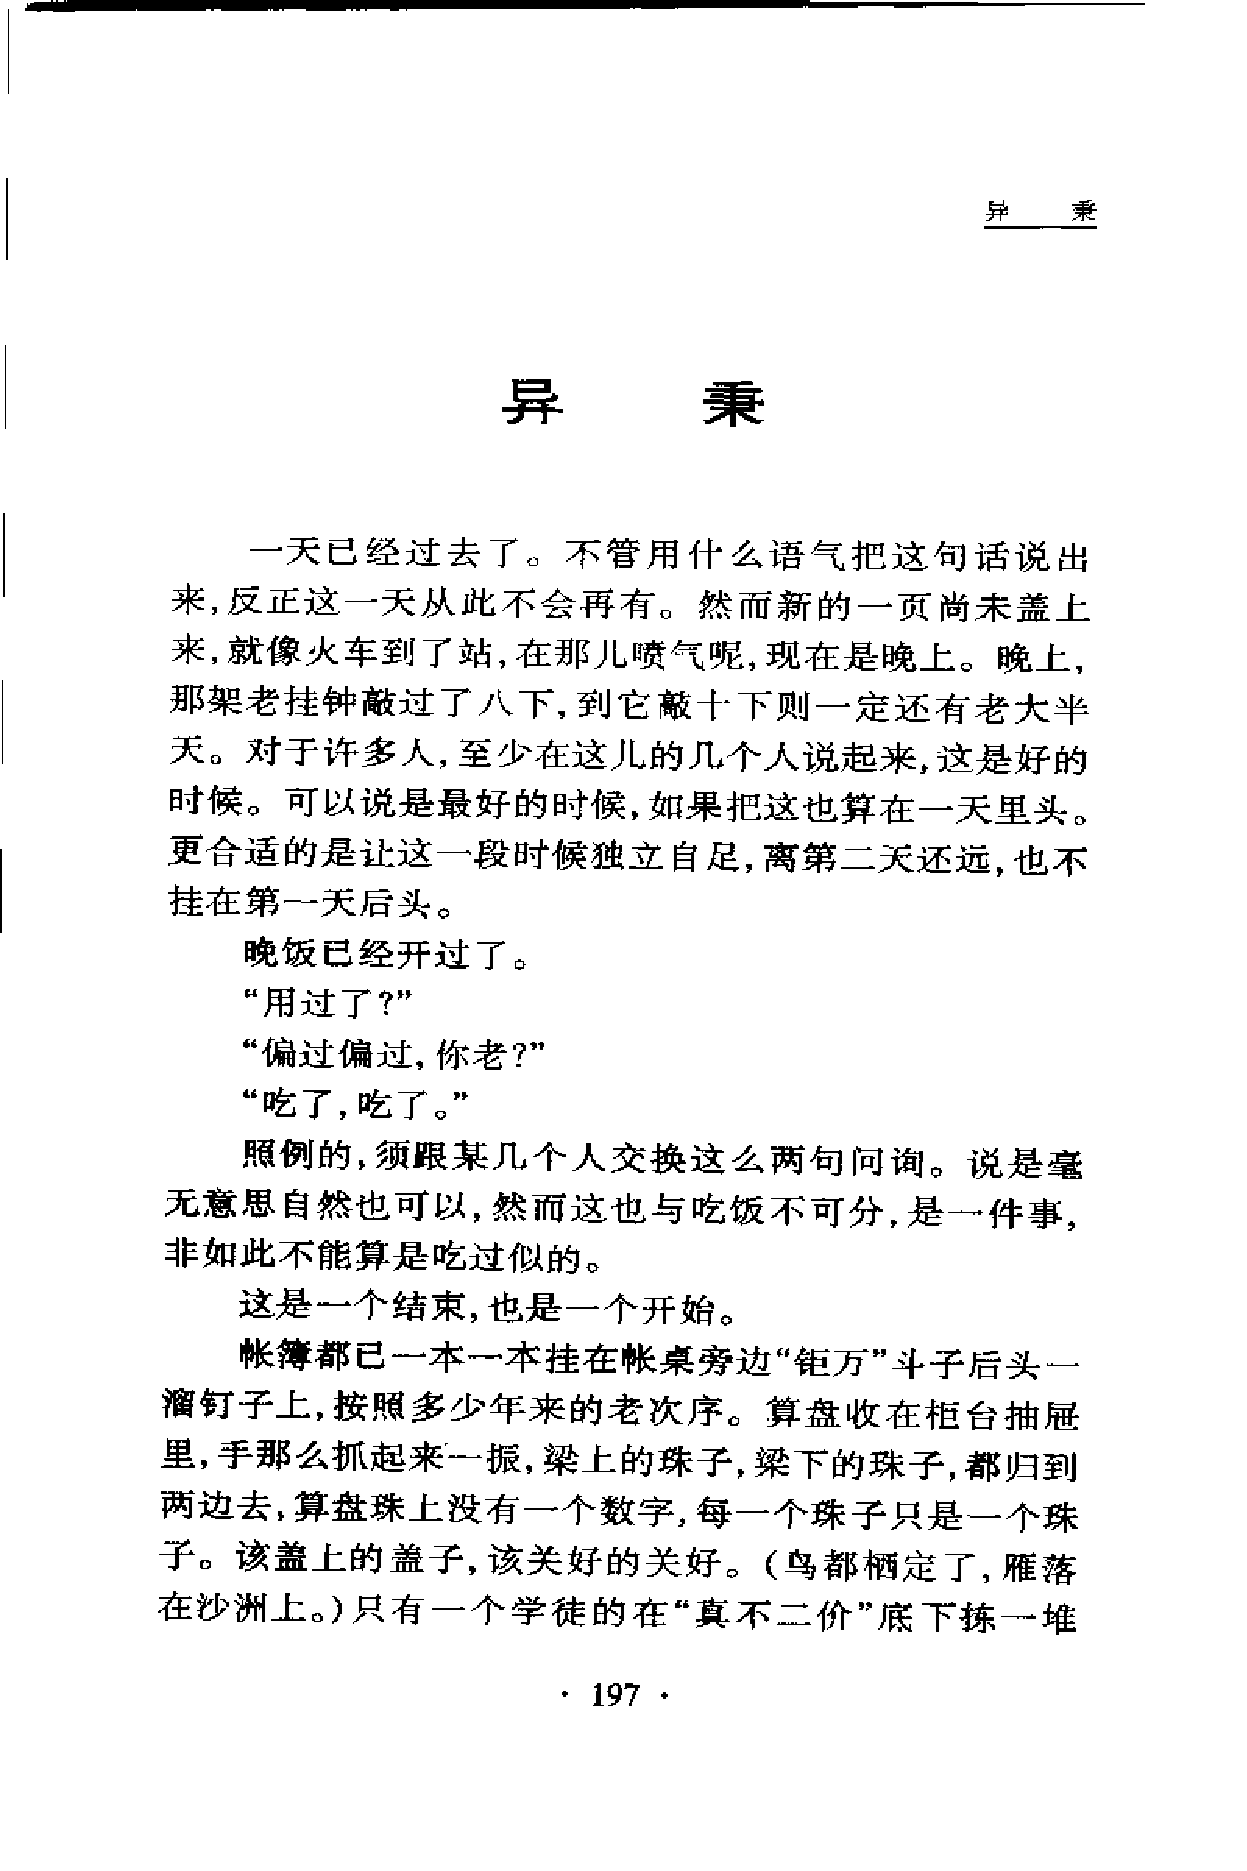 异　　秉
异　　秉
一天已经过去了。不管用什么语气把这句话说出
来,反正这一天从此不会再有。然而新的一页尚未盖上
来,就像火车到了站,在那儿喷气呢,现在是晚上。晚上,
那架老挂钟敲过了八下,到它敲十下则一定还有老大半
天。对于许多人,至少在这儿的几个人说起来,这是好的
时候。可以说是最好的时候,如果把这也算在一天里头。
更合适的是让这一段时候独立自足,离第二天还远,也不
挂在第一天后头。
晚饭已经开过了。
“用过了?”
“偏过偏过,你老?”
“吃了,吃了。”
照例的,须跟某几个人交换这么两句问询。说是毫
无意思自然也可以,然而这也与吃饭不可分,是一件事,
非如此不能算是吃过似的。
这是一个结束,也是一个开始。
帐簿都已一本一本挂在帐桌旁边“钜万”斗子后头一
溜钉子上,按照多少年来的老次序。算盘收在柜台抽屉
里,手那么抓起来一振,梁上的珠子,梁下的珠子,都归到
两边去,算盘珠上没有一个数字,每一个珠子只是一个珠
子。该盖上的盖子,该关好的关好。(鸟都栖定了,雁落
在沙洲上。)只有一个学徒的在“真不二价”底下拣一堆
· 197 ·